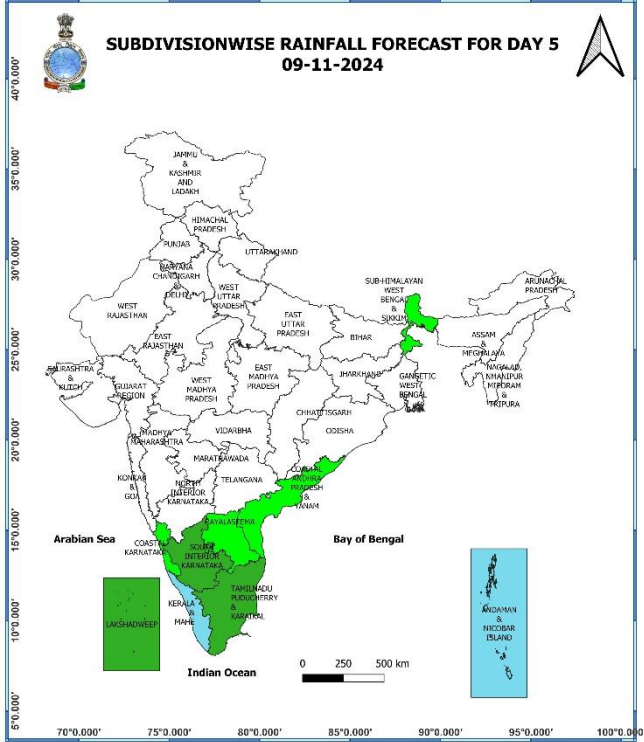 SUBDIVISIONWISE RAINFALL FORECAST FOR DAY 5
09-11-2024
40°0.000'
35°0.000'
30°0.000'
25°0.000'
20°0.000'
15°0.000'
10°0.000'
5°0.000'
JAMMU
&
KASHMIR
AND
LADAKH
HIMACHAL
PRADESH
PUNJAB
UTTARAKHAND
HARYANA
CHANDIGARH
&
DELHI
WEST
UTTAR
PRADESH
SUB-HIMALAYAN
WEST
BENGAL
&
SIKKIM
ARUNACHAL
PRADESH
WEST
RAJASTHAN
EAST
RAJASTHAN
EAST
UTTAR
PRADESH
BIHAR
ASSAM
&
MEGHALAYA
NAGALAD,
NMANIPUR
MIZORAM
&
TRIPURA
SAURASHTRA
&
KUTCH
GUJARAT
REGION
WEST
MADHYA
PRADESH
EAST
MADHYA
PRADESH
JHARKHAND
GANGETIC
WEST
BENGAL
CHHATTISGARH
ODISHA
MADHYA
MAHARASHTRA
VIDARBHA
MARATHWADA
TELANGANA
KONKAN
&
GOA
NORTH
INTERIOR
KARNATAKA
COASTAL
ANDHRA
PRADESH
&
YANAM
RAYALASEEMA
Arabian Sea
COASTAL
KARNATAKA
SOUTH
INTERIOR
KARNATAKA
Bay of Bengal
LAKSHADWEEP
KERALA
&
MAHE
TAMILNADU
PUDUCHERRY
&
KARAIKAL
ANDAMAN
&
NICOBAR
ISLAND
Indian Ocean
0 250 500 km
70°0.000' 75°0.000' 80°0.000' 85°0.000' 90°0.000' 95°0.000'